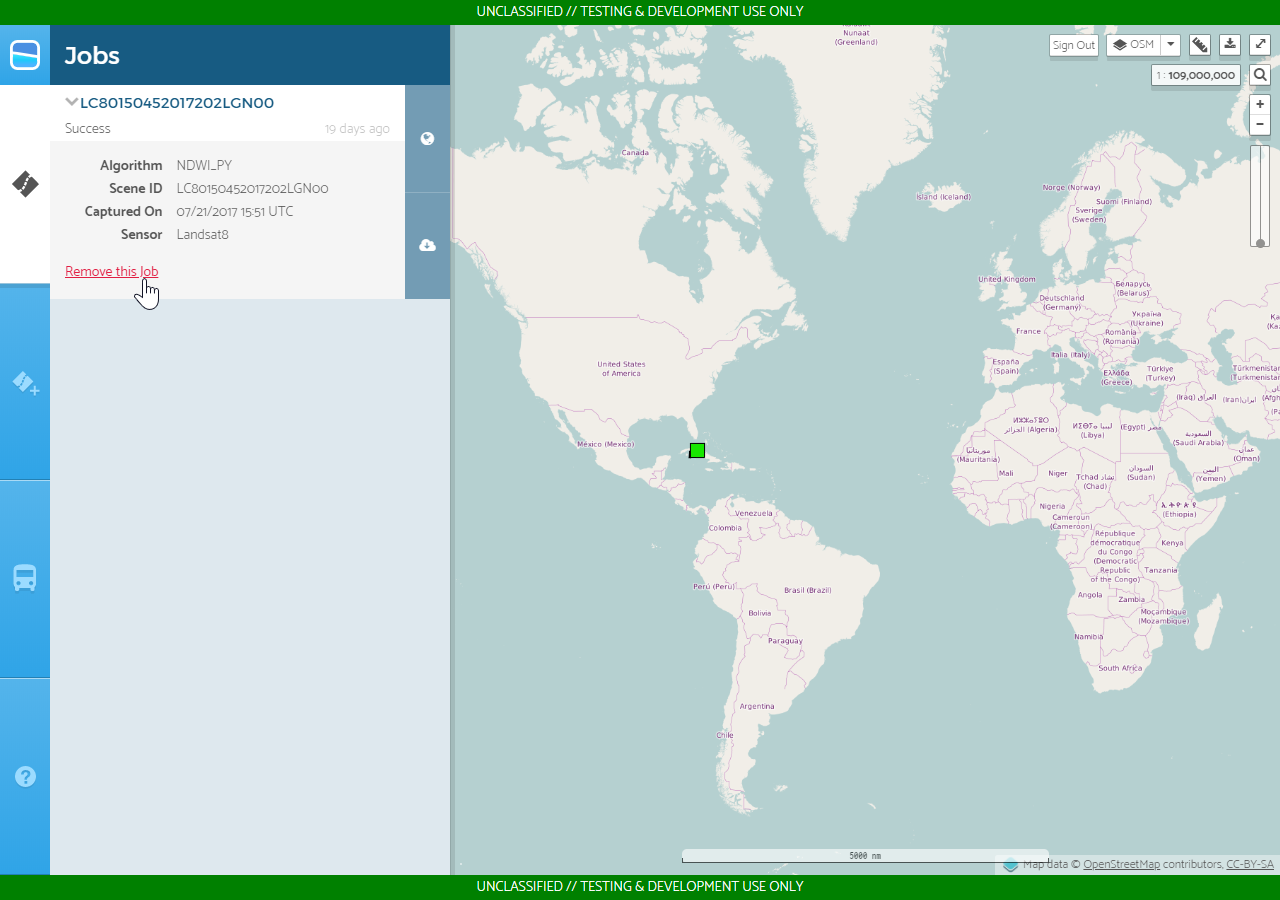 UNCLASSIFIED // TESTING & DEVELOPMENT USE ONLY
Jobs
LC80150452017202LGN00
Success
19 days ago
Algorithm NDWI_PY
Scene ID LC80150452017202LGN00
Captured On 07/21/2017 15:51 UTC
Sensor Landsat8
Remove this Job
Sign Out
OSM
1 : 109,000,000
+
−
Nunaat
(Greenland)
Canada
Ísland (Iceland)
Norge (Norway)
Suomi (Finland)
Sverige
(Sweden)
United Kingdom
Беларусь
(Belarus)
Deutschland
(Germany)
Україна
(Ukraine)
France
România
(Romania)
Italia (Italy)
España
(Spain)
Ελλάδα
(Greece)
Türkiye
(Turkey)
United States
of America
México (Mexico)
(Algeria) الجزائر
ليبيا
(Libya)
(Egypt) مصر
(Iraq) العراق
(Iran) ایران
السعودية
(Saudi Arabia)
عمان
(Oman)
اليمن
(Yemen)
موريتانيا
(Mauritania)
Mali
Niger
Tchad تشاد
(Chad)
السودان
(Sudan)
Nigeria
Cameroun
(Cameroon)
(Ethiopia)
Venezuela
Colombia
République
démocratique
du Congo
(Democratic
Republic
of the Congo)
Kenya
Tanzania
Perú (Peru)
Brasil (Brazil)
Angola
Zambia
Bolivia
Moçambique
(Mozambique)
Paraguay
Namibia
South Africa
Argentina
Chile
5000 nm
Map data © OpenStreetMap contributors, CC-BY-SA
UNCLASSIFIED // TESTING & DEVELOPMENT USE ONLY